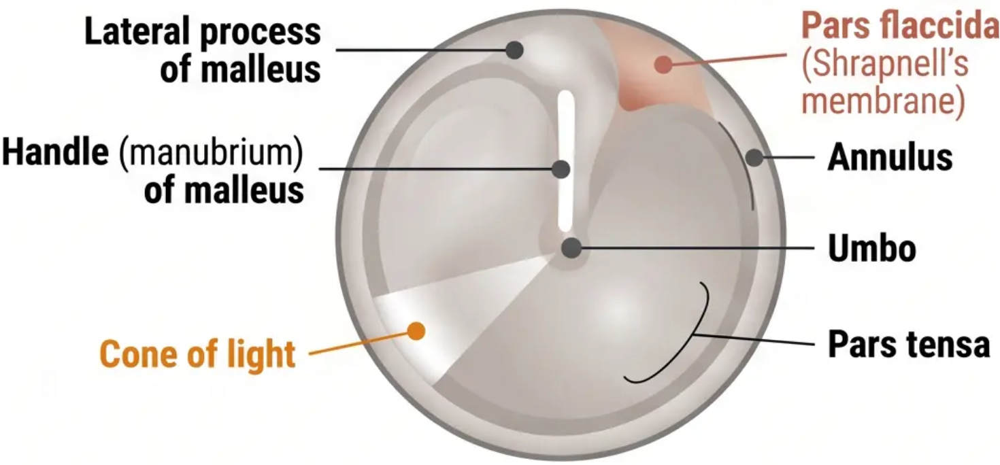 Lateral process
of malleus
Pars flaccida
(Shrapnell's
membrane)
Handle (manubrium)
of malleus
Annulus
Umbo
Cone of light
Pars tensa